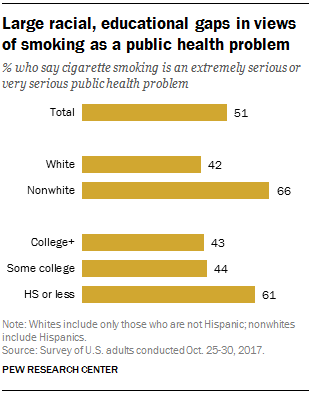 Large racial, educational gaps in views
of smoking as a public health problem
% who say cigarette smoking is an extremely serious or
very serious public health problem
Total 51
White 42
Nonwhite 66
College+ 43
Some college 44
HS or less 61
Note: Whites include only those who are not Hispanic; nonwhites
include Hispanics.
Source: Survey of U.S. adults conducted Oct. 25-30, 2017.
PEW RESEARCH CENTER